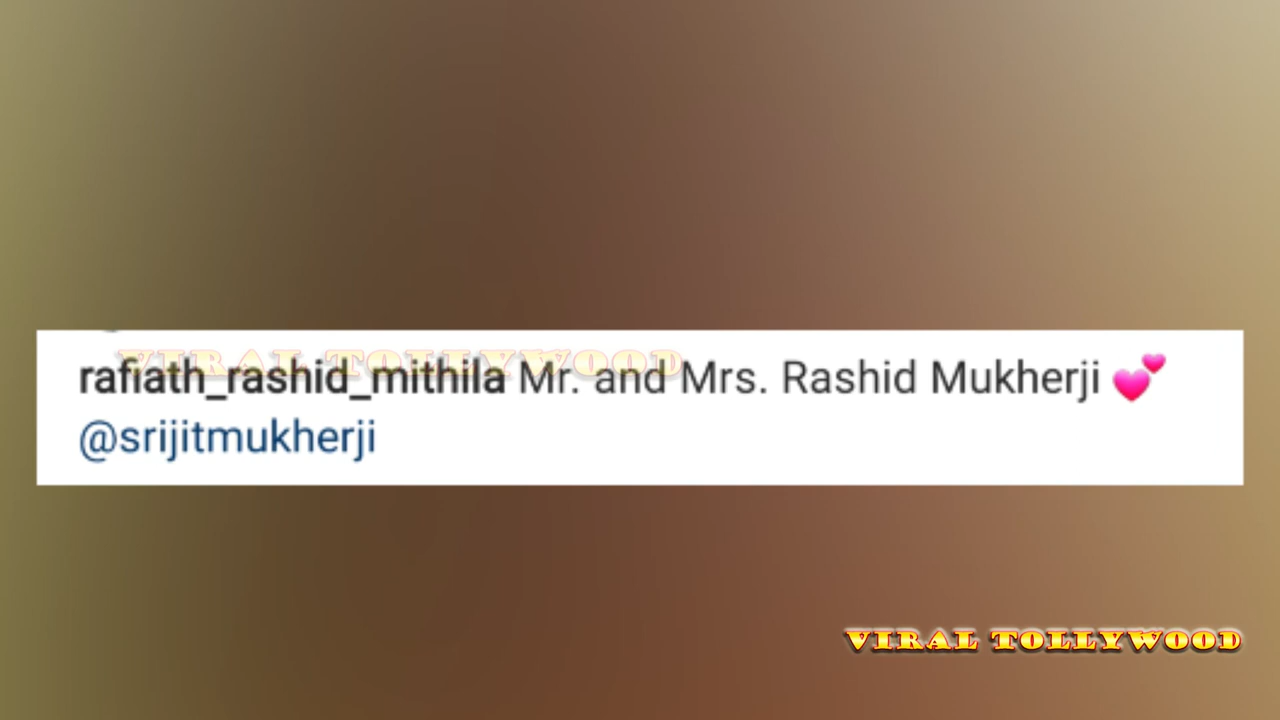 VIRAL TOLLYWOOD
rafiath_rashid_mithila Mr. and Mrs. Rashid Mukherji 💕
@srijitmukherji
VIRAL TOLLYWOOD